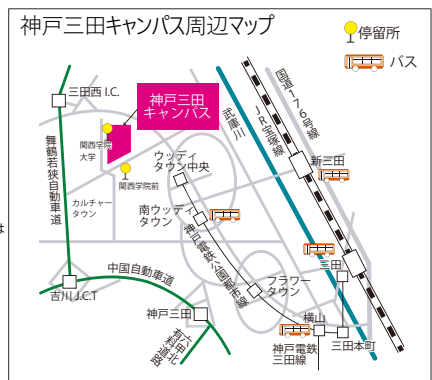 神戸三田キャンパス周辺マップ
停留所
バス
三田西I.C.
神戸三田
キャンパス
国道176号線
JR宝塚線
武庫川
舞鶴若狭自動車道
関西学院
大学
関西学院前
ウッディ
タウン中央
新三田
カルチャー
タウン
南ウッディ
タウン
神戸電鉄公園都市線
は
中国自動車道
三田
吉川J.C.T
フラワー
タウン
神戸三田
六甲北
有料道路
横山
三田本町
神戸電鉄
三田線